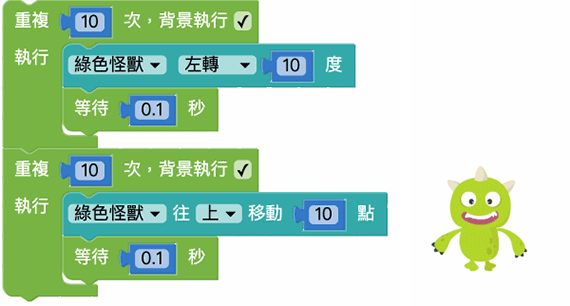 重複 10 次，背景執行 ✓
執行 綠色怪獸 左轉 10 度
等待 0.1 秒
重複 10 次，背景執行 ✓
執行 綠色怪獸 往 上 移動 10 點
等待 0.1 秒